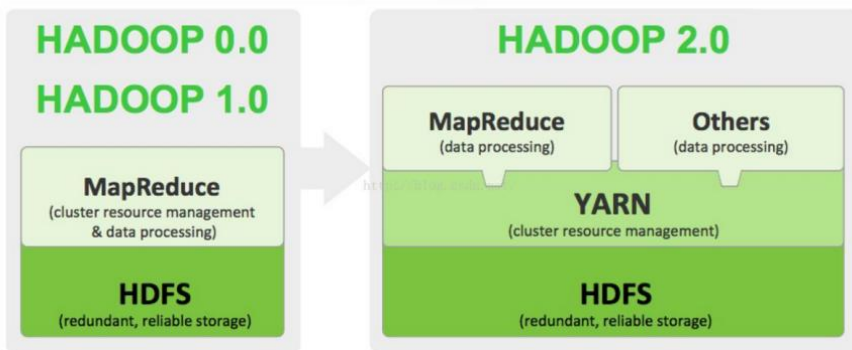 HADOOP 0.0
HADOOP 1.0
MapReduce
(cluster resource management
& data processing)
HDFS
(redundant, reliable storage)
HADOOP 2.0
MapReduce
(data processing)
Others
(data processing)
YARN
(cluster resource management)
HDFS
(redundant, reliable storage)